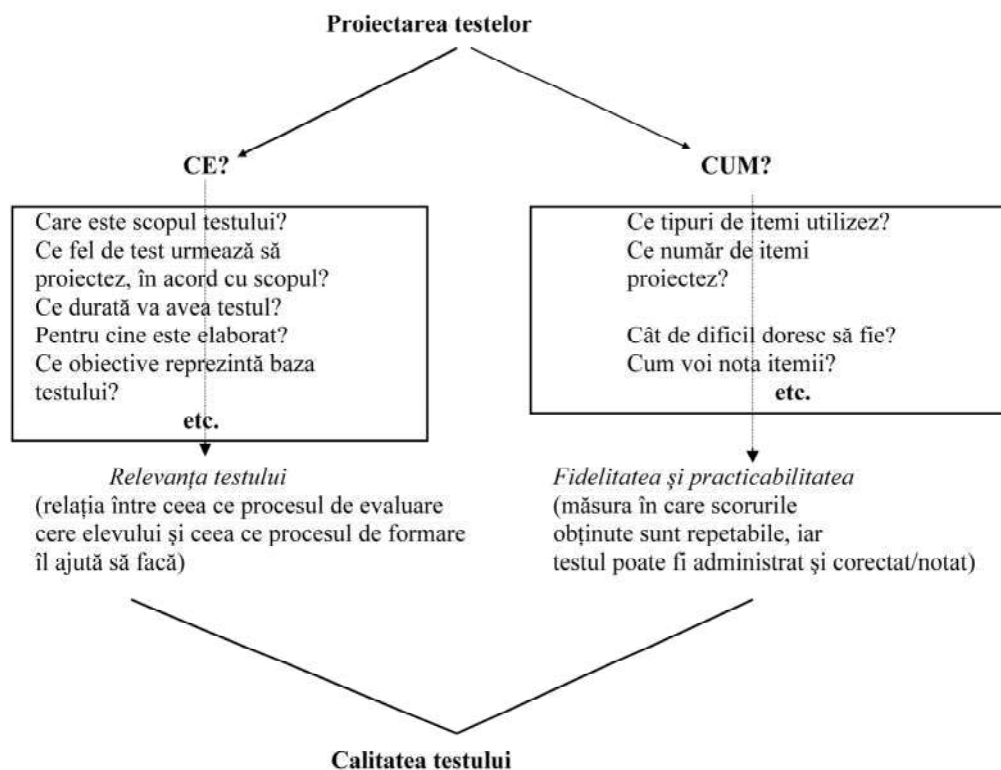 Proiectarea testelor
CE?
Care este scopul testului?
Ce fel de test urmează să
proiectez, în acord cu scopul?
Ce durată va avea testul?
Pentru cine este elaborat?
Ce obiective reprezintă baza
testului?
etc.
Relevanța testului
(relația între ceea ce procesul de evaluare
cere elevului şi ceea ce procesul de formare
îl ajută să facă)
CUM?
Ce tipuri de itemi utilizez?
Ce număr de itemi
proiectez?
Cât de dificil doresc să fie?
Cum voi nota itemii?
etc.
Fidelitatea şi practicabilitatea
(măsura în care scorurile
obținute sunt repetabile, iar
testul poate fi administrat şi corectat/notat)
Calitatea testului